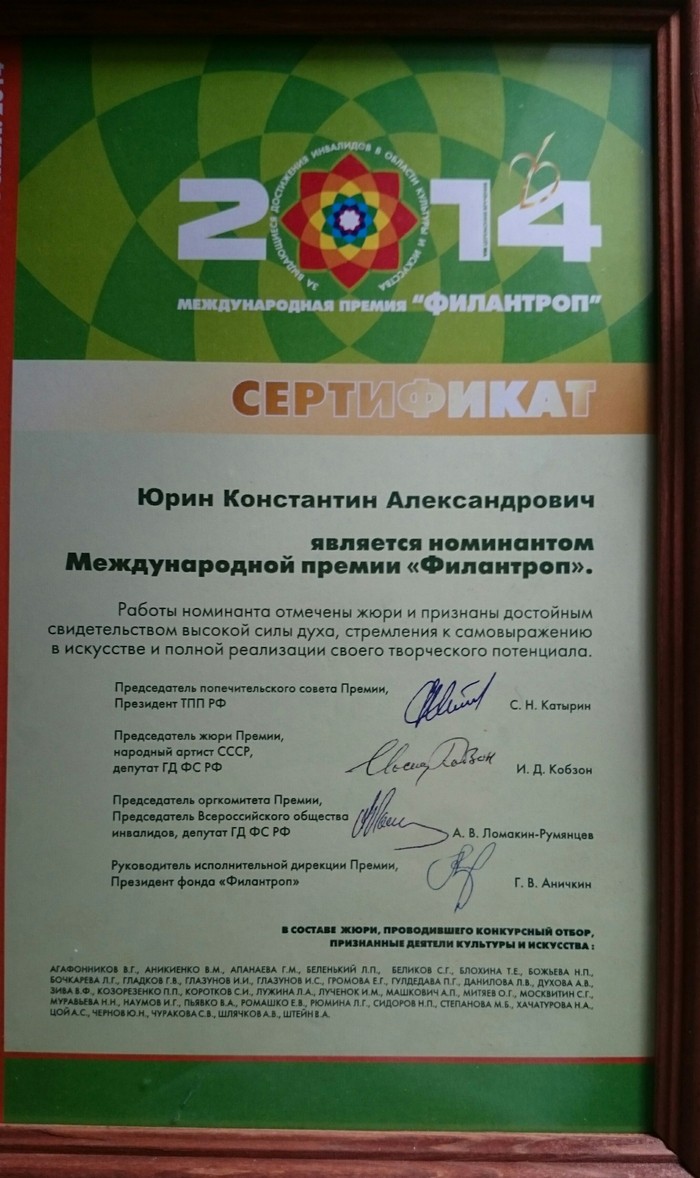 ЗА ВЫДАЮЩИЕСЯ ДОСТИЖЕНИЯ ИНВАЛИДОВ В ОБЛАСТИ КУЛЬТУРЫ И ИСКУССТВА
2014
МЕЖДУНАРОДНАЯ ПРЕМИЯ "ФИЛАНТРОП"
СЕРТИФИКАТ
Юрин Константин Александрович
является номинантом
Международной премии «Филантроп».
Работы номинанта отмечены жюри и признаны достойным
свидетельством высокой силы духа, стремления к самовыражению
в искусстве и полной реализации своего творческого потенциала.
Председатель попечительского совета Премии,
Президент ТПП РФ С. Н. Катырин
Председатель жюри Премии,
народный артист СССР,
депутат ГД ФС РФ И. Д. Кобзон
Председатель оргкомитета Премии,
Председатель Всероссийского общества
инвалидов, депутат ГД ФС РФ А. В. Ломакин-Румянцев
Руководитель исполнительной дирекции Премии,
Президент фонда «Филантроп» Г. В. Аничкин
В СОСТАВЕ ЖЮРИ, ПРОВОДИВШЕГО КОНКУРСНЫЙ ОТБОР,
ПРИЗНАННЫЕ ДЕЯТЕЛИ КУЛЬТУРЫ И ИСКУССТВА:
АГАФОННИКОВ В.Г., АНИКИЕНКО В.М., АПАНАЕВА Г.М., БЕЛЕНЬКИЙ Л.П., БЕЛИКОВ С.Г., БЛОХИНА Т.Е., БОЖЬЕВА Н.П.,
БОЧКАРЕВА Л.Г., ГЛАДКОВ Г.В., ГЛАЗУНОВ И.И., ГЛАЗУНОВ И.С., ГРОМОВА Е.Г., ГУЛДЕДАВА П.Г., ДАНИЛОВА Л.В., ДУХОВА А.В.,
ЗИВА В.Ф., КОЗОРЕЗЕНКО П.П., КОРОТКОВ С.И., ЛУЖИНА Л.А., ЛУЧЕНОК И.М., МАШКОВИЧ А.П., МИТЯЕВ О.Г., МОСКВИТИН С.Г.,
МУРАВЬЕВА Н.Н., НАУМОВ И.Г., ПЬЯВКО В.А., РОМАШКО Е.В., РЮМИНА Л.Г., СИДОРОВ Н.П., СТЕПАНОВА М.Б., ХАЧАТУРОВА Н.А.,
ЦОЙ А.С., ЧЕРНОВ Ю.Н., ЧУРАКОВА С.В., ШЛЯЧКОВ А.В., ШТЕЙН В.А.